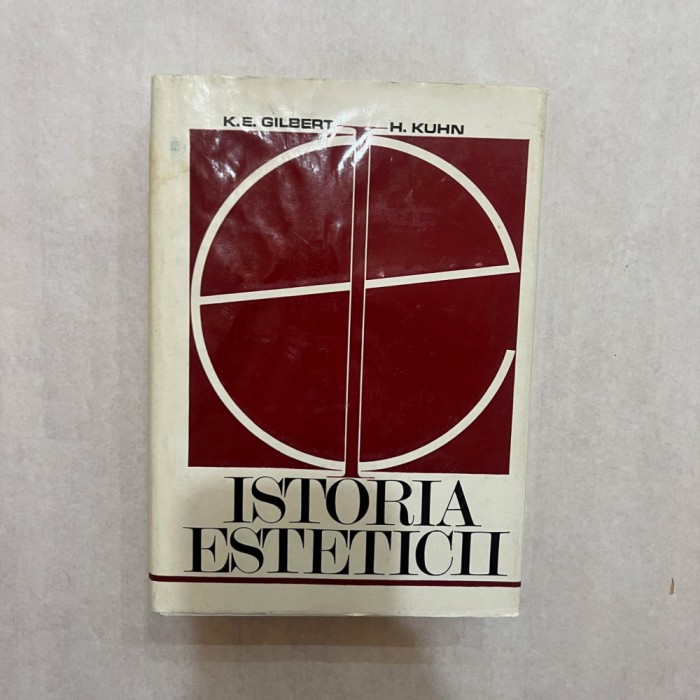 K.E. GILBERT H. KUHN
ISTORIA
ESTETICII